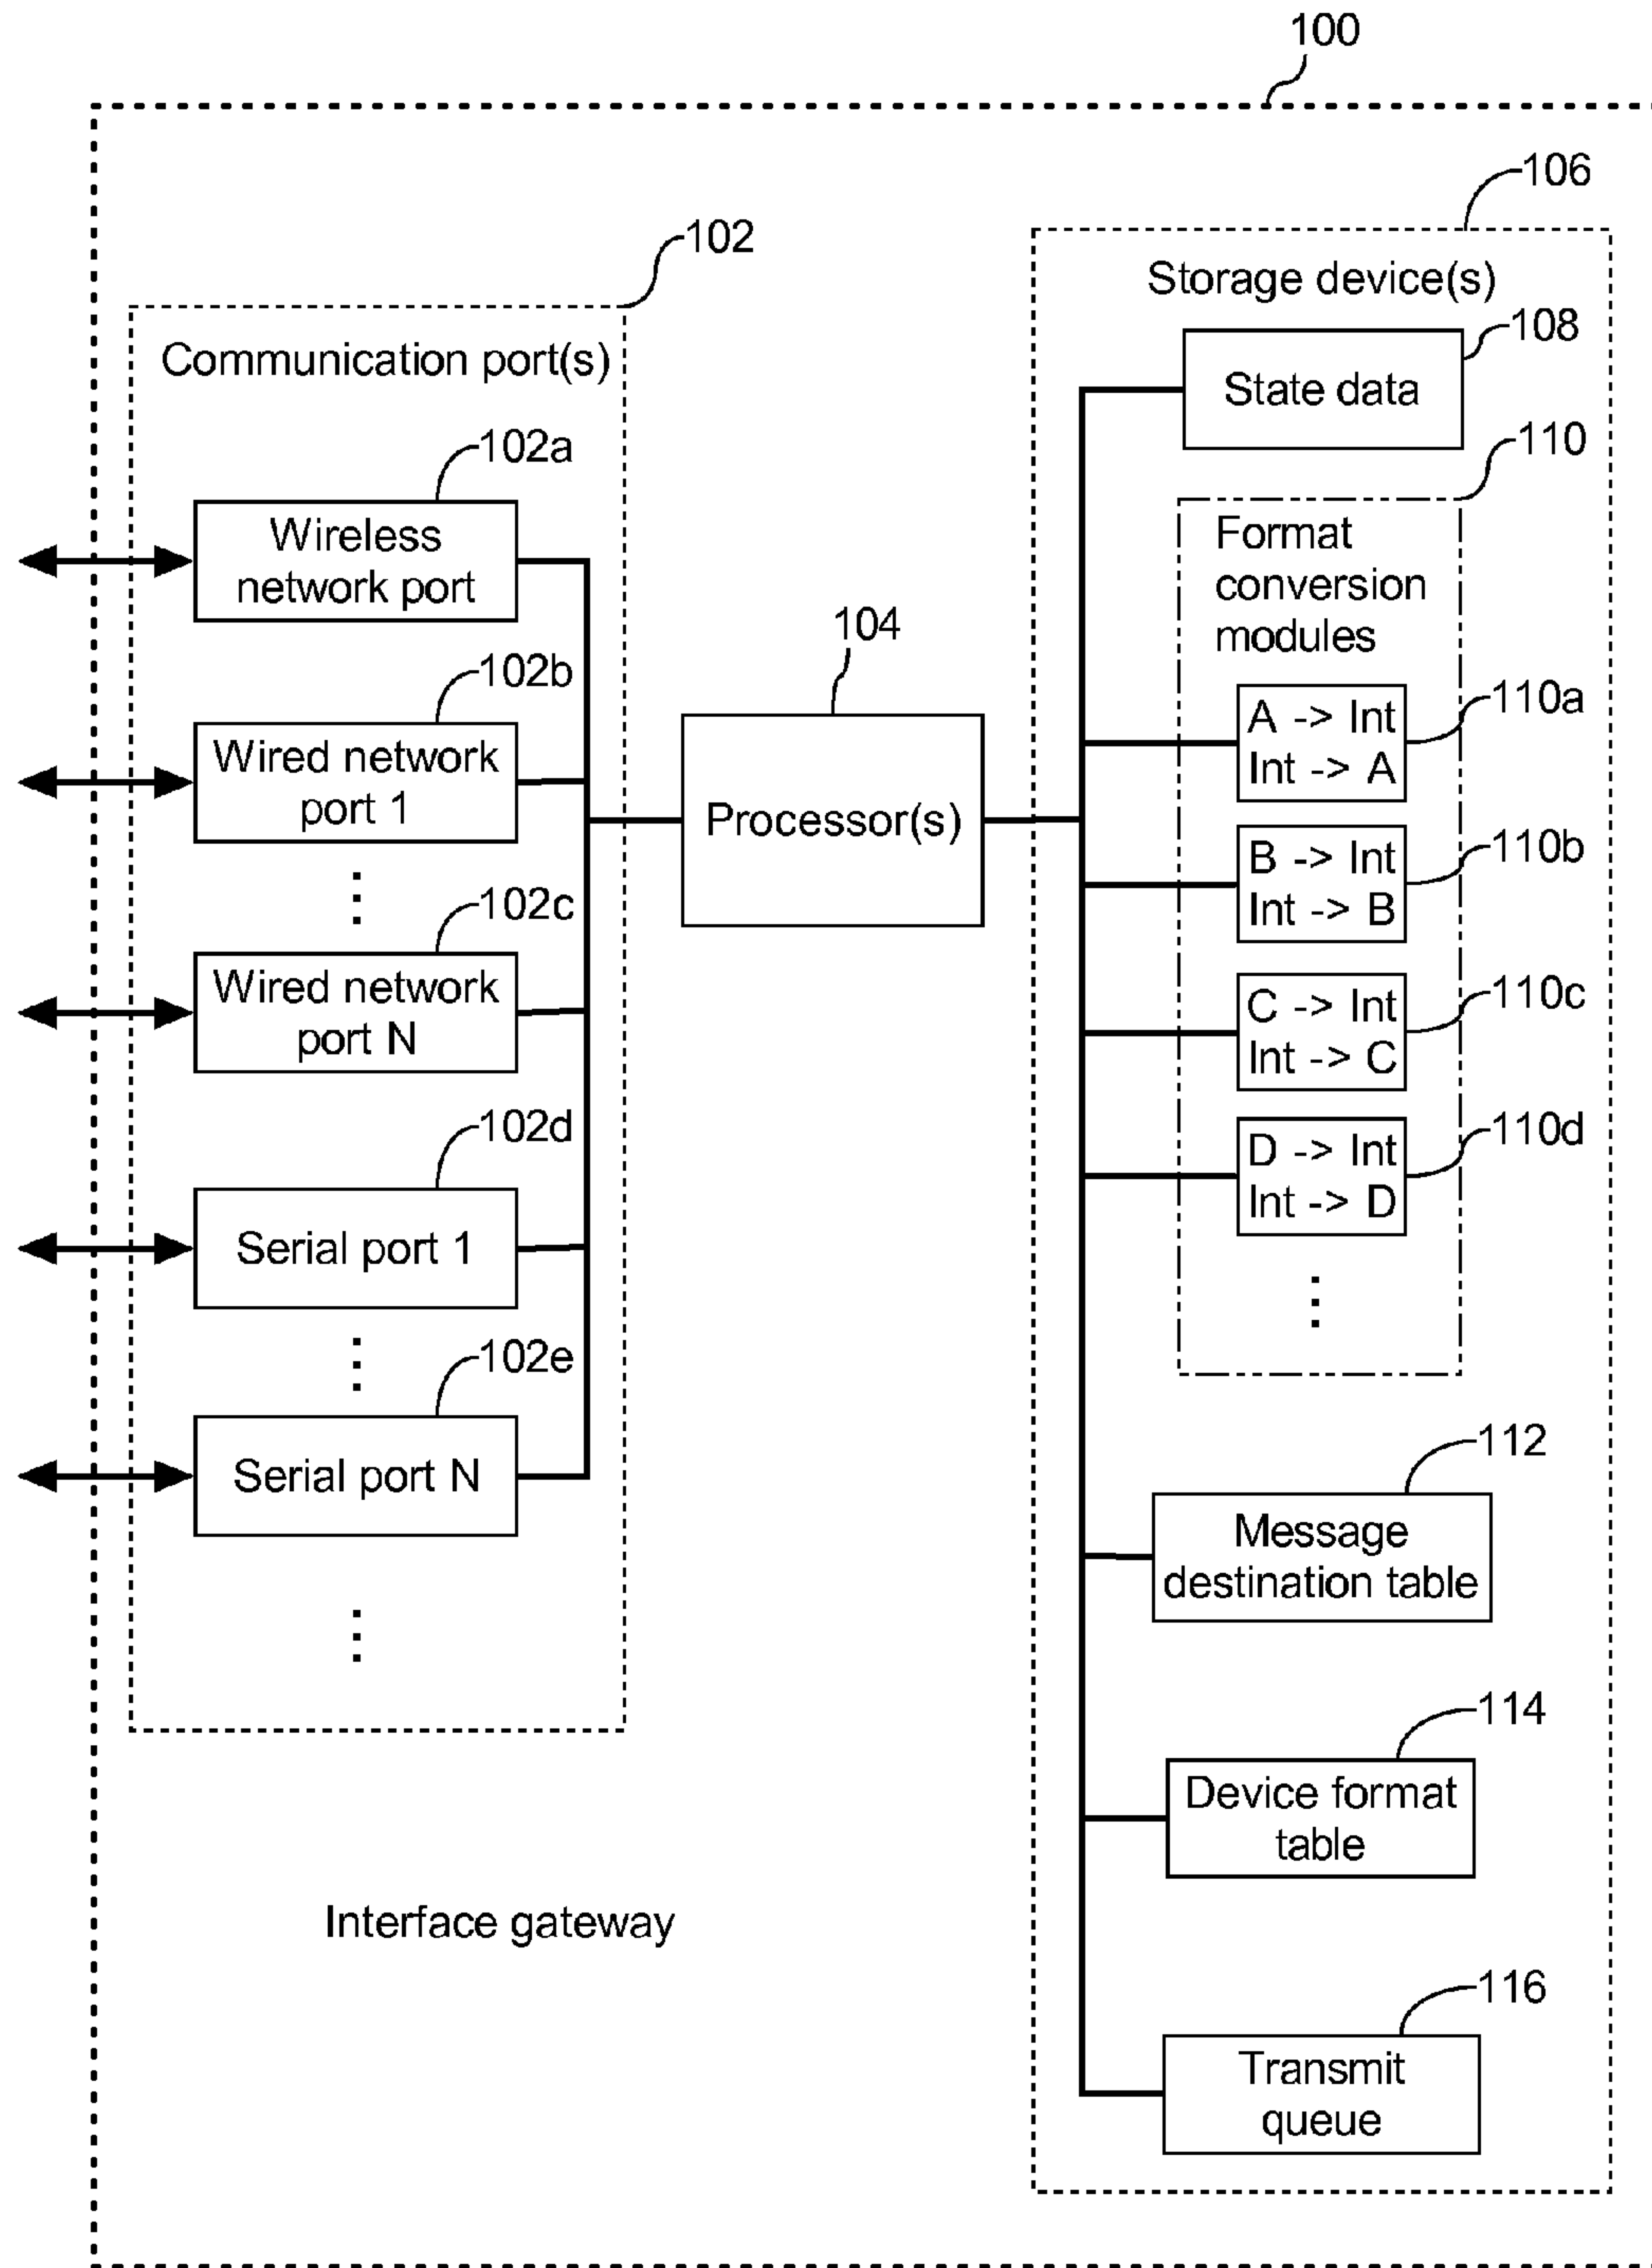 100
106
102
Storage device(s)
108
Communication port(s)
State data
110
102a
Wireless
network port
Format
conversion
modules
104
102b
110a
A -> Int
Int -> A
Wired network
port 1
Processor(s)
110b
B -> Int
Int -> B
102c
Wired network
port N
110c
C -> Int
Int -> C
102d
110d
D -> Int
Int -> D
Serial port 1
102e
Serial port N
112
Message
destination table
114
Device format
table
Interface gateway
116
Transmit
queue